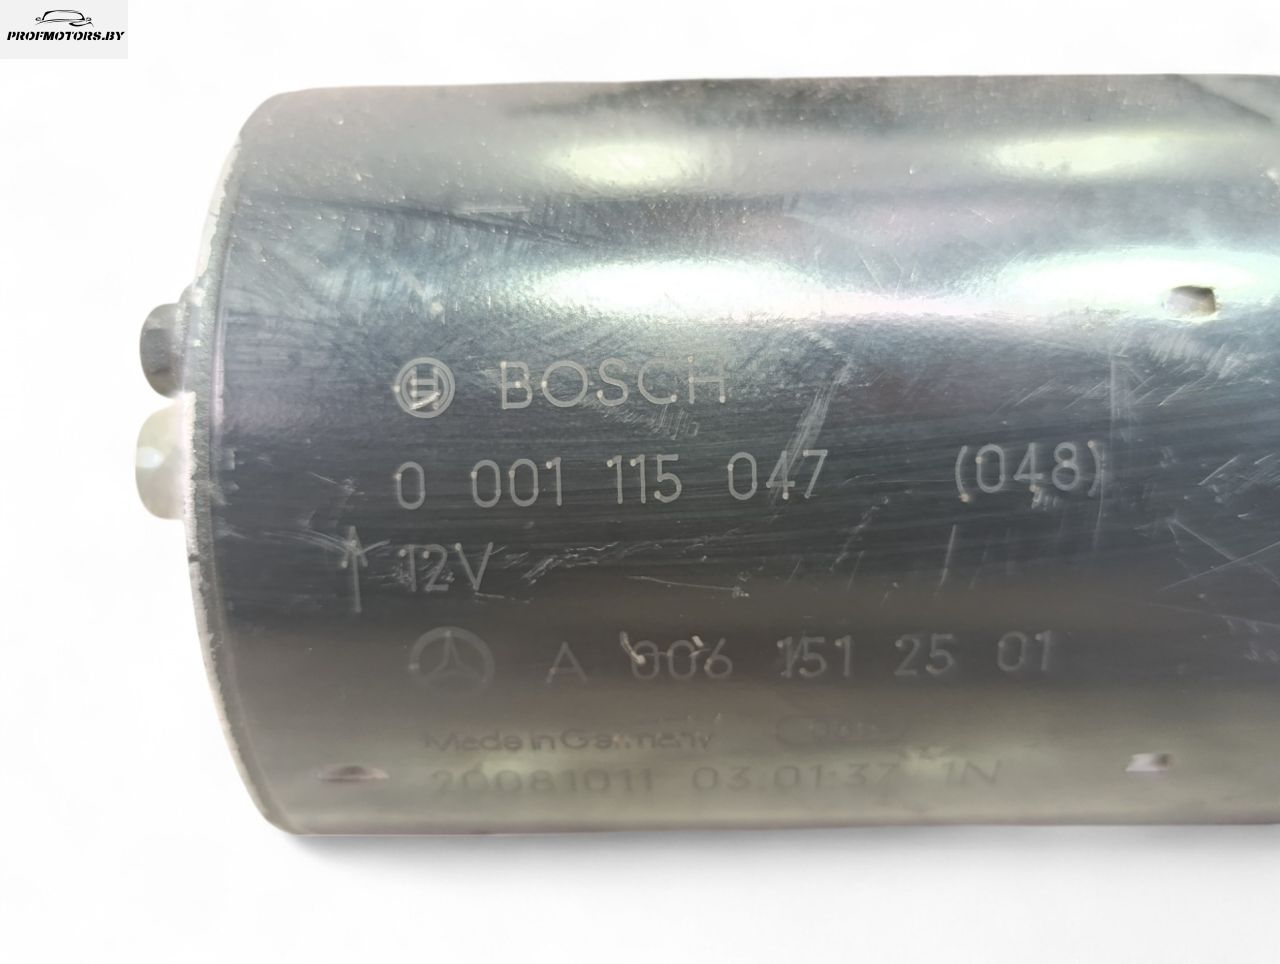 PROFMOTORS.BY
BOSCH
0 001 115 047 (048)
12V
A 006 151 25 01
Made in Germany
20081011 03:01:37 1N